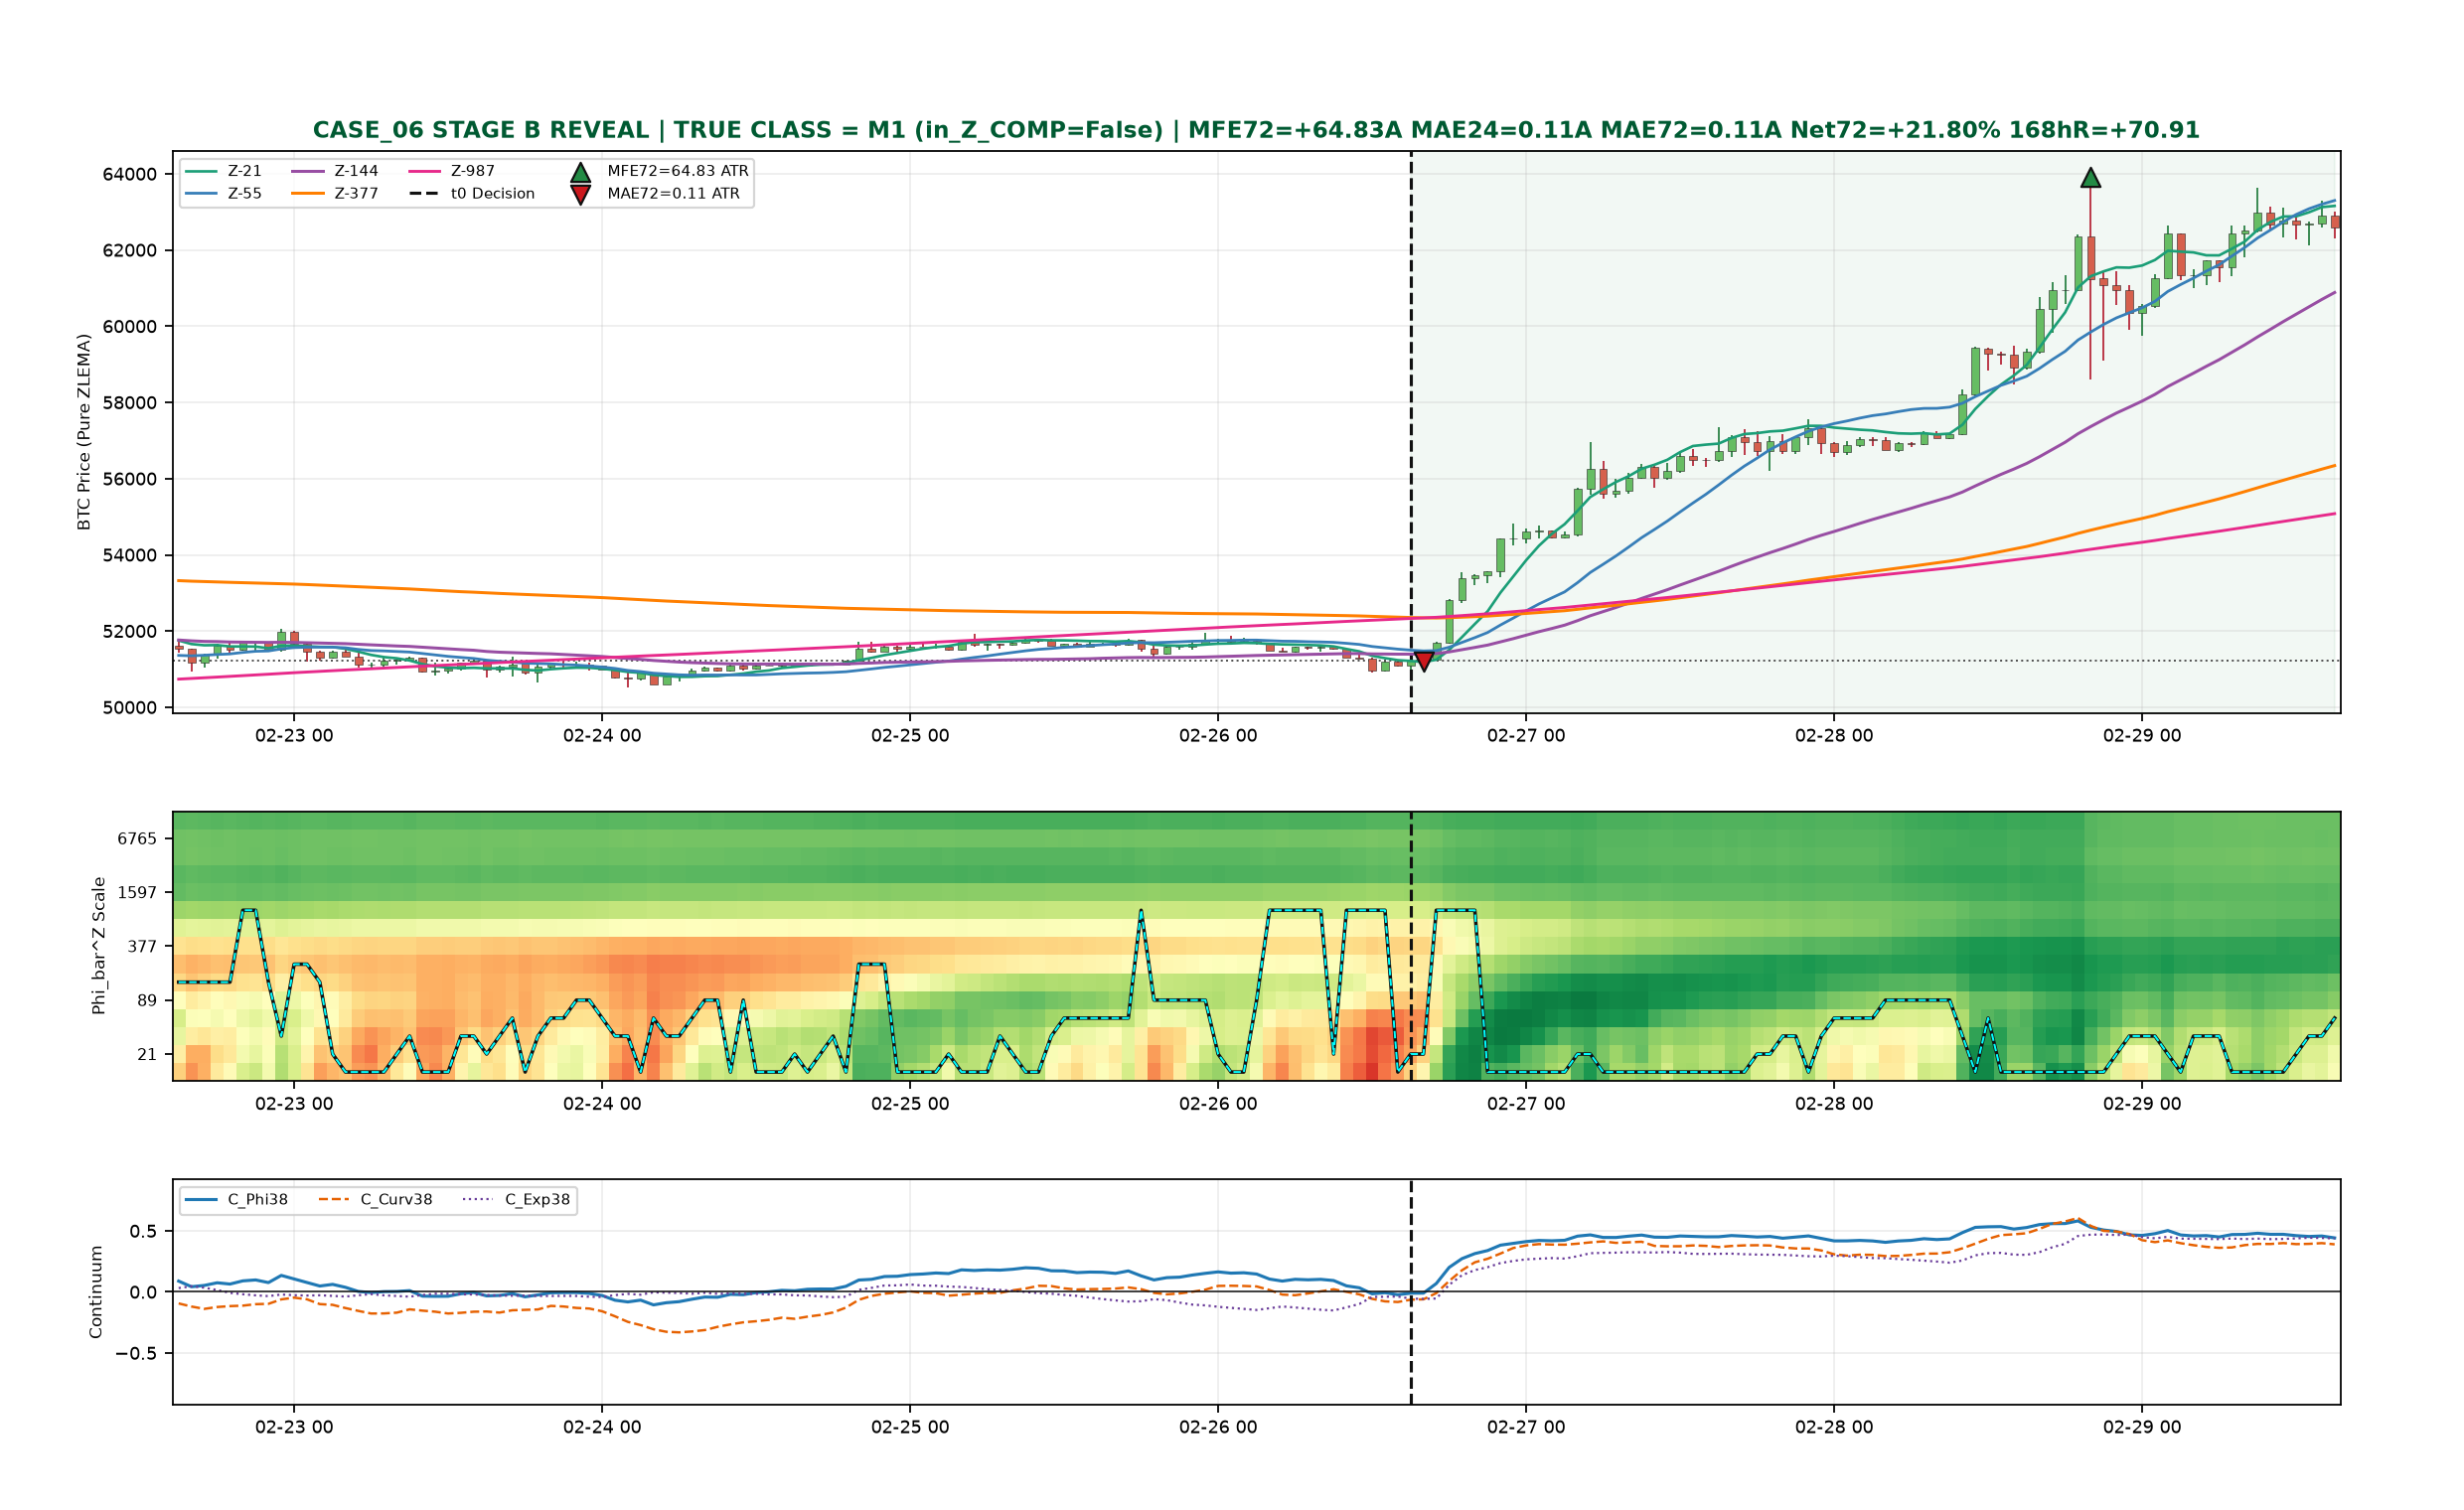 CASE_06 STAGE B REVEAL | TRUE CLASS = M1 (in_Z_COMP=False) | MFE72=+64.83A MAE24=0.11A MAE72=0.11A Net72=+21.80% 168hR=+70.91
Z-21 Z-144 Z-987 MFE72=64.83 ATR
Z-55 Z-377 t0 Decision MAE72=0.11 ATR
BTC Price (Pure ZLEMA)
64000
62000
60000
58000
56000
54000
52000
50000
02-23 00 02-24 00 02-25 00 02-26 00 02-27 00 02-28 00 02-29 00
Phi_bar^Z Scale
6765
1597
377
89
21
02-23 00 02-24 00 02-25 00 02-26 00 02-27 00 02-28 00 02-29 00
C_Phi38 C_Curv38 C_Exp38
Continuum
0.5
0.0
−0.5
02-23 00 02-24 00 02-25 00 02-26 00 02-27 00 02-28 00 02-29 00